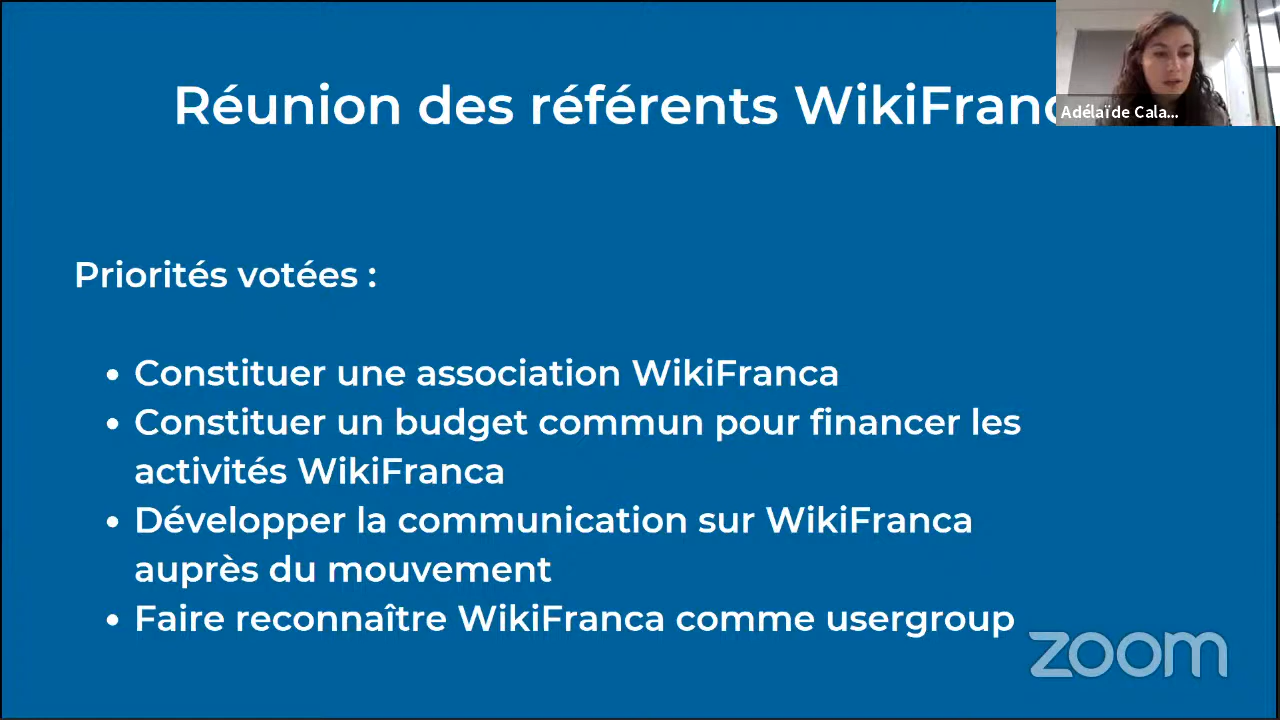 Réunion des référents WikiFranc
Adélaïde Cala...
Priorités votées :
• Constituer une association WikiFranca
• Constituer un budget commun pour financer les
activités WikiFranca
• Développer la communication sur WikiFranca
auprès du mouvement
• Faire reconnaître WikiFranca comme usergroup
zoom